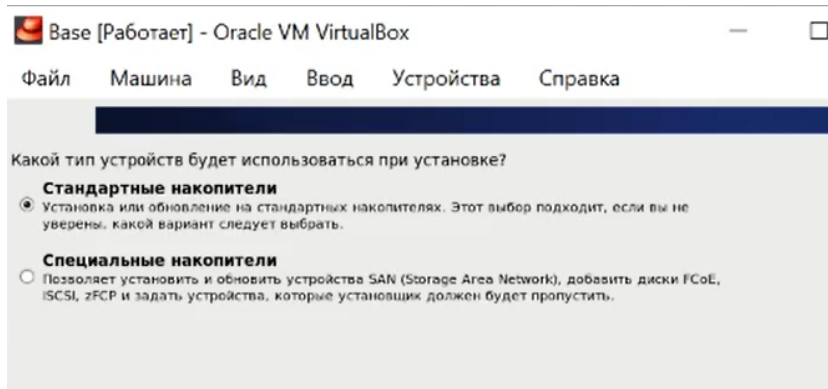 Base [Работает] - Oracle VM VirtualBox
Файл Машина Вид Ввод Устройства Справка
Какой тип устройств будет использоваться при установке?
Стандартные накопители
Установка или обновление на стандартных накопителях. Этот выбор подходит, если вы не
уверены, какой вариант следует выбрать.
Специальные накопители
Позволяет установить и обновить устройства SAN (Storage Area Network), добавить диски FCoE,
iSCSI, zFCP и задать устройства, которые установщик должен будет пропустить.